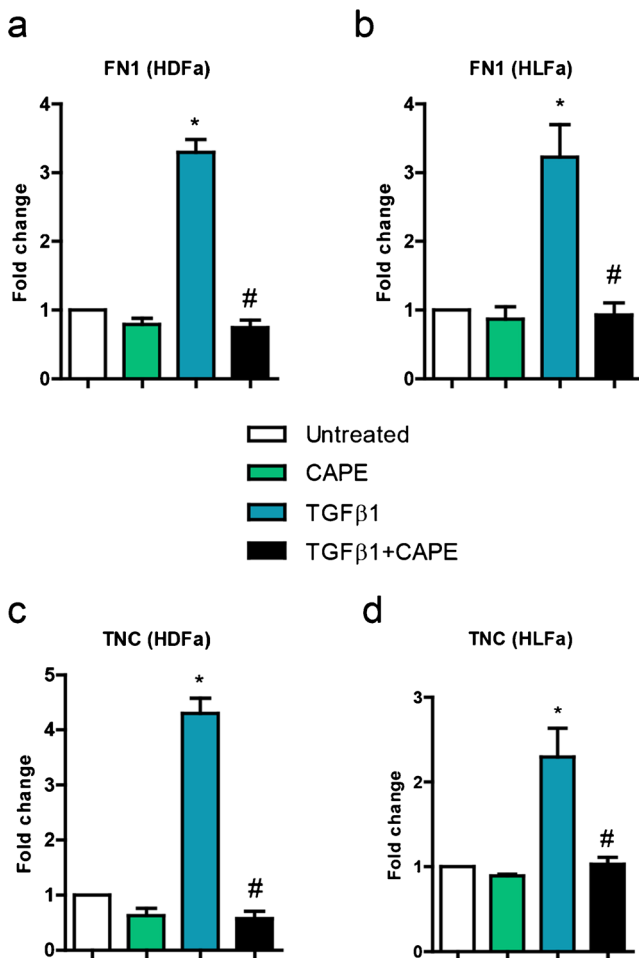 a
b
FN1 (HDFa)
FN1 (HLFa)
Fold change
4
3
2
1
0
*
#
Fold change
4
3
2
1
0
*
#
Untreated
CAPE
TGFβ1
TGFβ1+CAPE
c
d
TNC (HDFa)
TNC (HLFa)
Fold change
5
4
3
2
1
0
*
#
Fold change
3
2
1
0
*
#